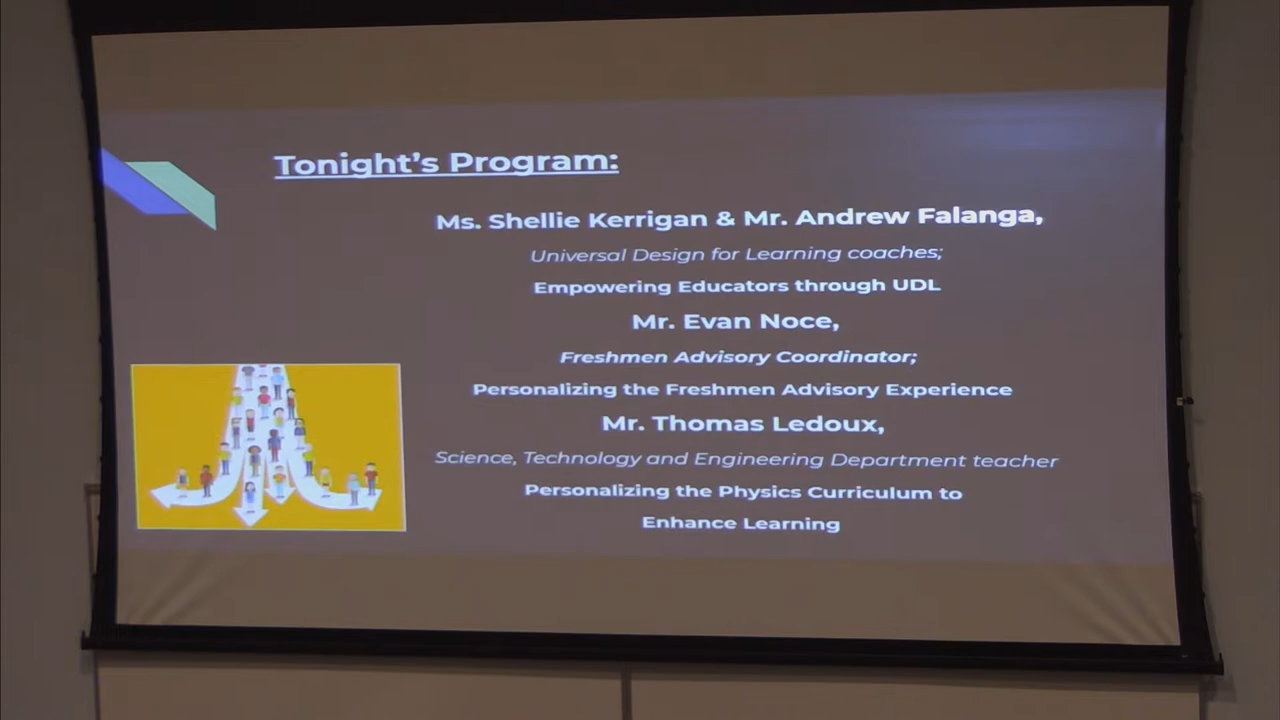 Tonight's Program:
Ms. Shellie Kerrigan & Mr. Andrew Falanga,
Universal Design for Learning coaches;
Empowering Educators through UDL
Mr. Evan Noce,
Freshmen Advisory Coordinator;
Personalizing the Freshmen Advisory Experience
Mr. Thomas Ledoux,
Science, Technology and Engineering Department teacher
Personalizing the Physics Curriculum to
Enhance Learning